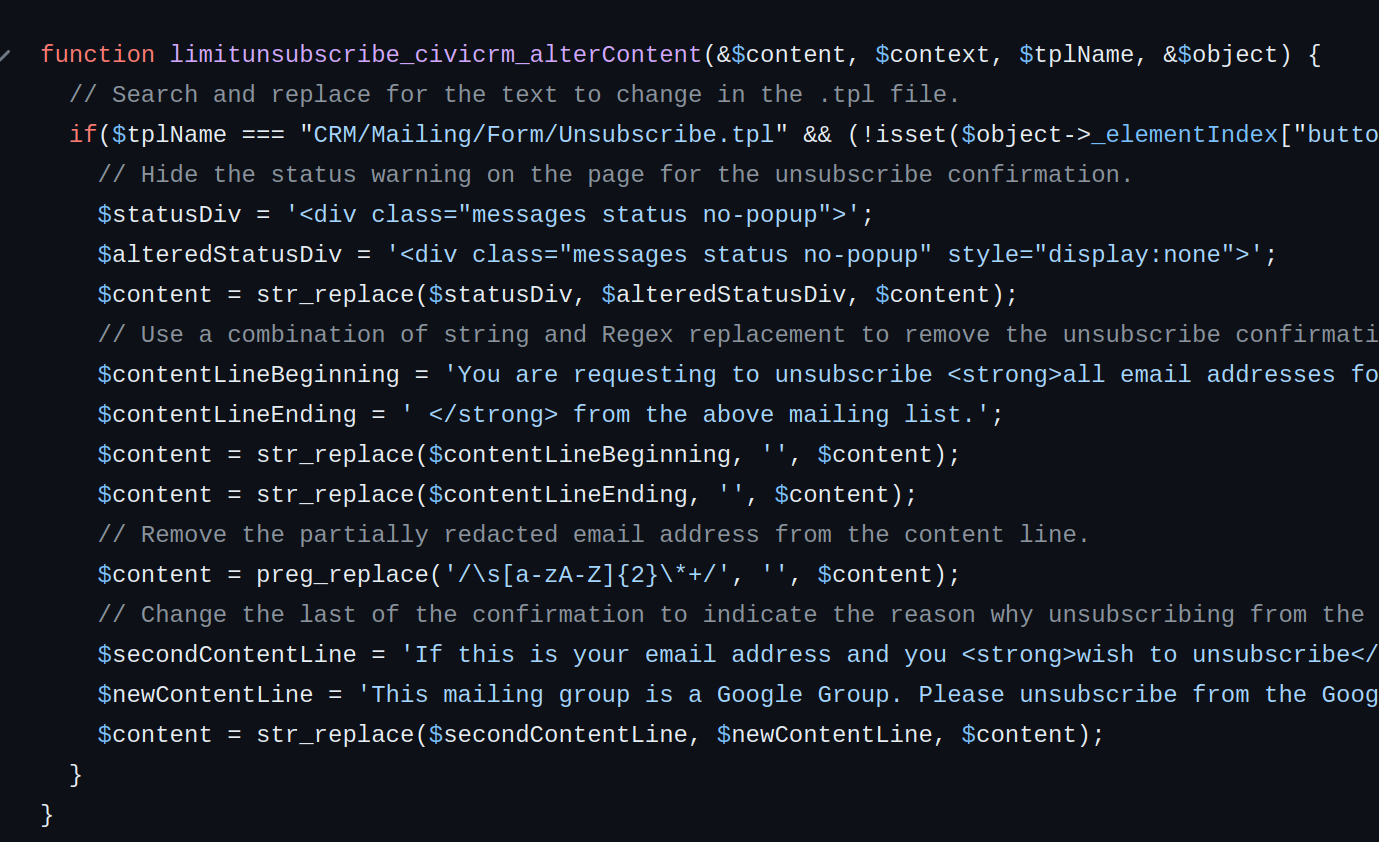 function limitunsubscribe_civicrm_alterContent(&$content, $context, $tplName, &$object) {
// Search and replace for the text to change in the .tpl file.
if($tplName === "CRM/Mailing/Form/Unsubscribe.tpl" && (!isset($object->_elementIndex["butto
// Hide the status warning on the page for the unsubscribe confirmation.
$statusDiv = '<div class="messages status no-popup">';
$alteredStatusDiv = '<div class="messages status no-popup" style="display:none">';
$content = str_replace($statusDiv, $alteredStatusDiv, $content);
// Use a combination of string and Regex replacement to remove the unsubscribe confirmati
$contentLineBeginning = 'You are requesting to unsubscribe <strong>all email addresses fo
$contentLineEnding = ' </strong> from the above mailing list.';
$content = str_replace($contentLineBeginning, '', $content);
$content = str_replace($contentLineEnding, '', $content);
// Remove the partially redacted email address from the content line.
$content = preg_replace('/\s[a-zA-Z]{2}\*+/', '', $content);
// Change the last of the confirmation to indicate the reason why unsubscribing from the
$secondContentLine = 'If this is your email address and you <strong>wish to unsubscribe</
$newContentLine = 'This mailing group is a Google Group. Please unsubscribe from the Goog
$content = str_replace($secondContentLine, $newContentLine, $content);
}
}